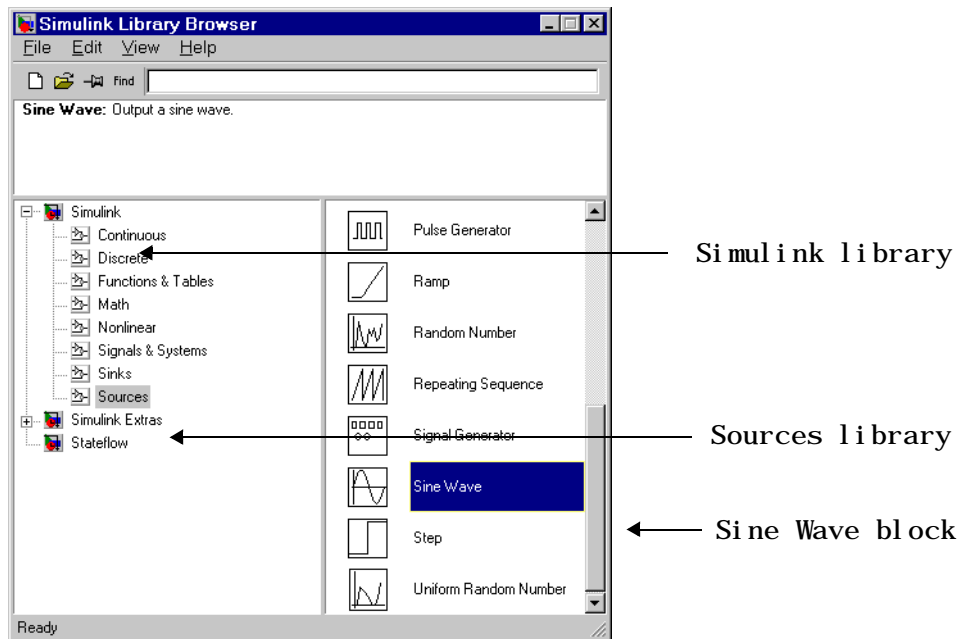 Simulink Library Browser
File Edit View Help
Find
Sine Wave: Output a sine wave.
Simulink
Continuous
Discrete
Functions & Tables
Math
Nonlinear
Signals & Systems
Sinks
Sources
Simulink Extras
Stateflow
Pulse Generator
Ramp
Random Number
Repeating Sequence
Signal Generator
Sine Wave
Step
Uniform Random Number
Ready
Simulink library
Sources library
Sine Wave block